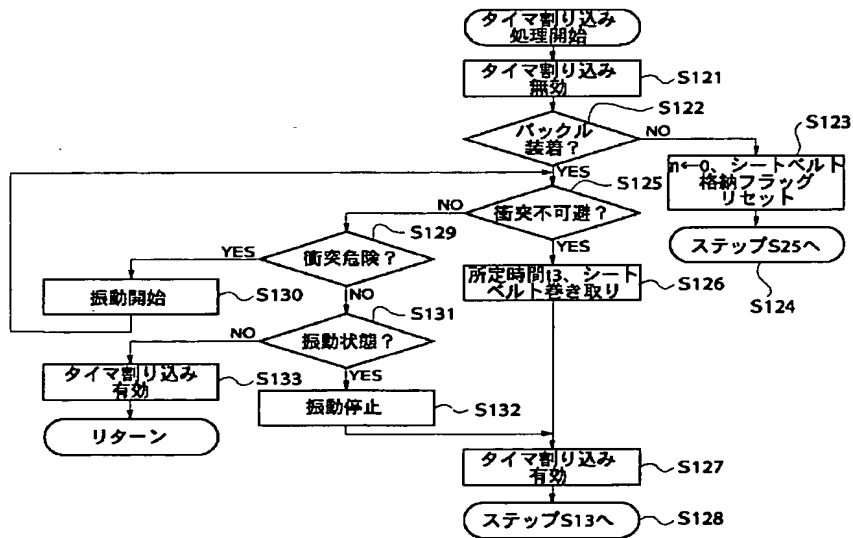 タイマ割り込み
処理開始
タイマ割り込み
無効
S121
S122
バックル
装着？
NO
S123
n←0、シートベルト
格納フラッグ
リセット
YES
S125
衝突不可避？
NO
ステップS25へ
S124
S129
衝突危険？
YES
YES
所定時間t3、シート
ベルト巻き取り
S126
振動開始
S130
NO
S131
振動状態？
NO
タイマ割り込み
有効
S133
YES
振動停止
S132
リターン
タイマ割り込み
有効
S127
ステップS13へ
S128